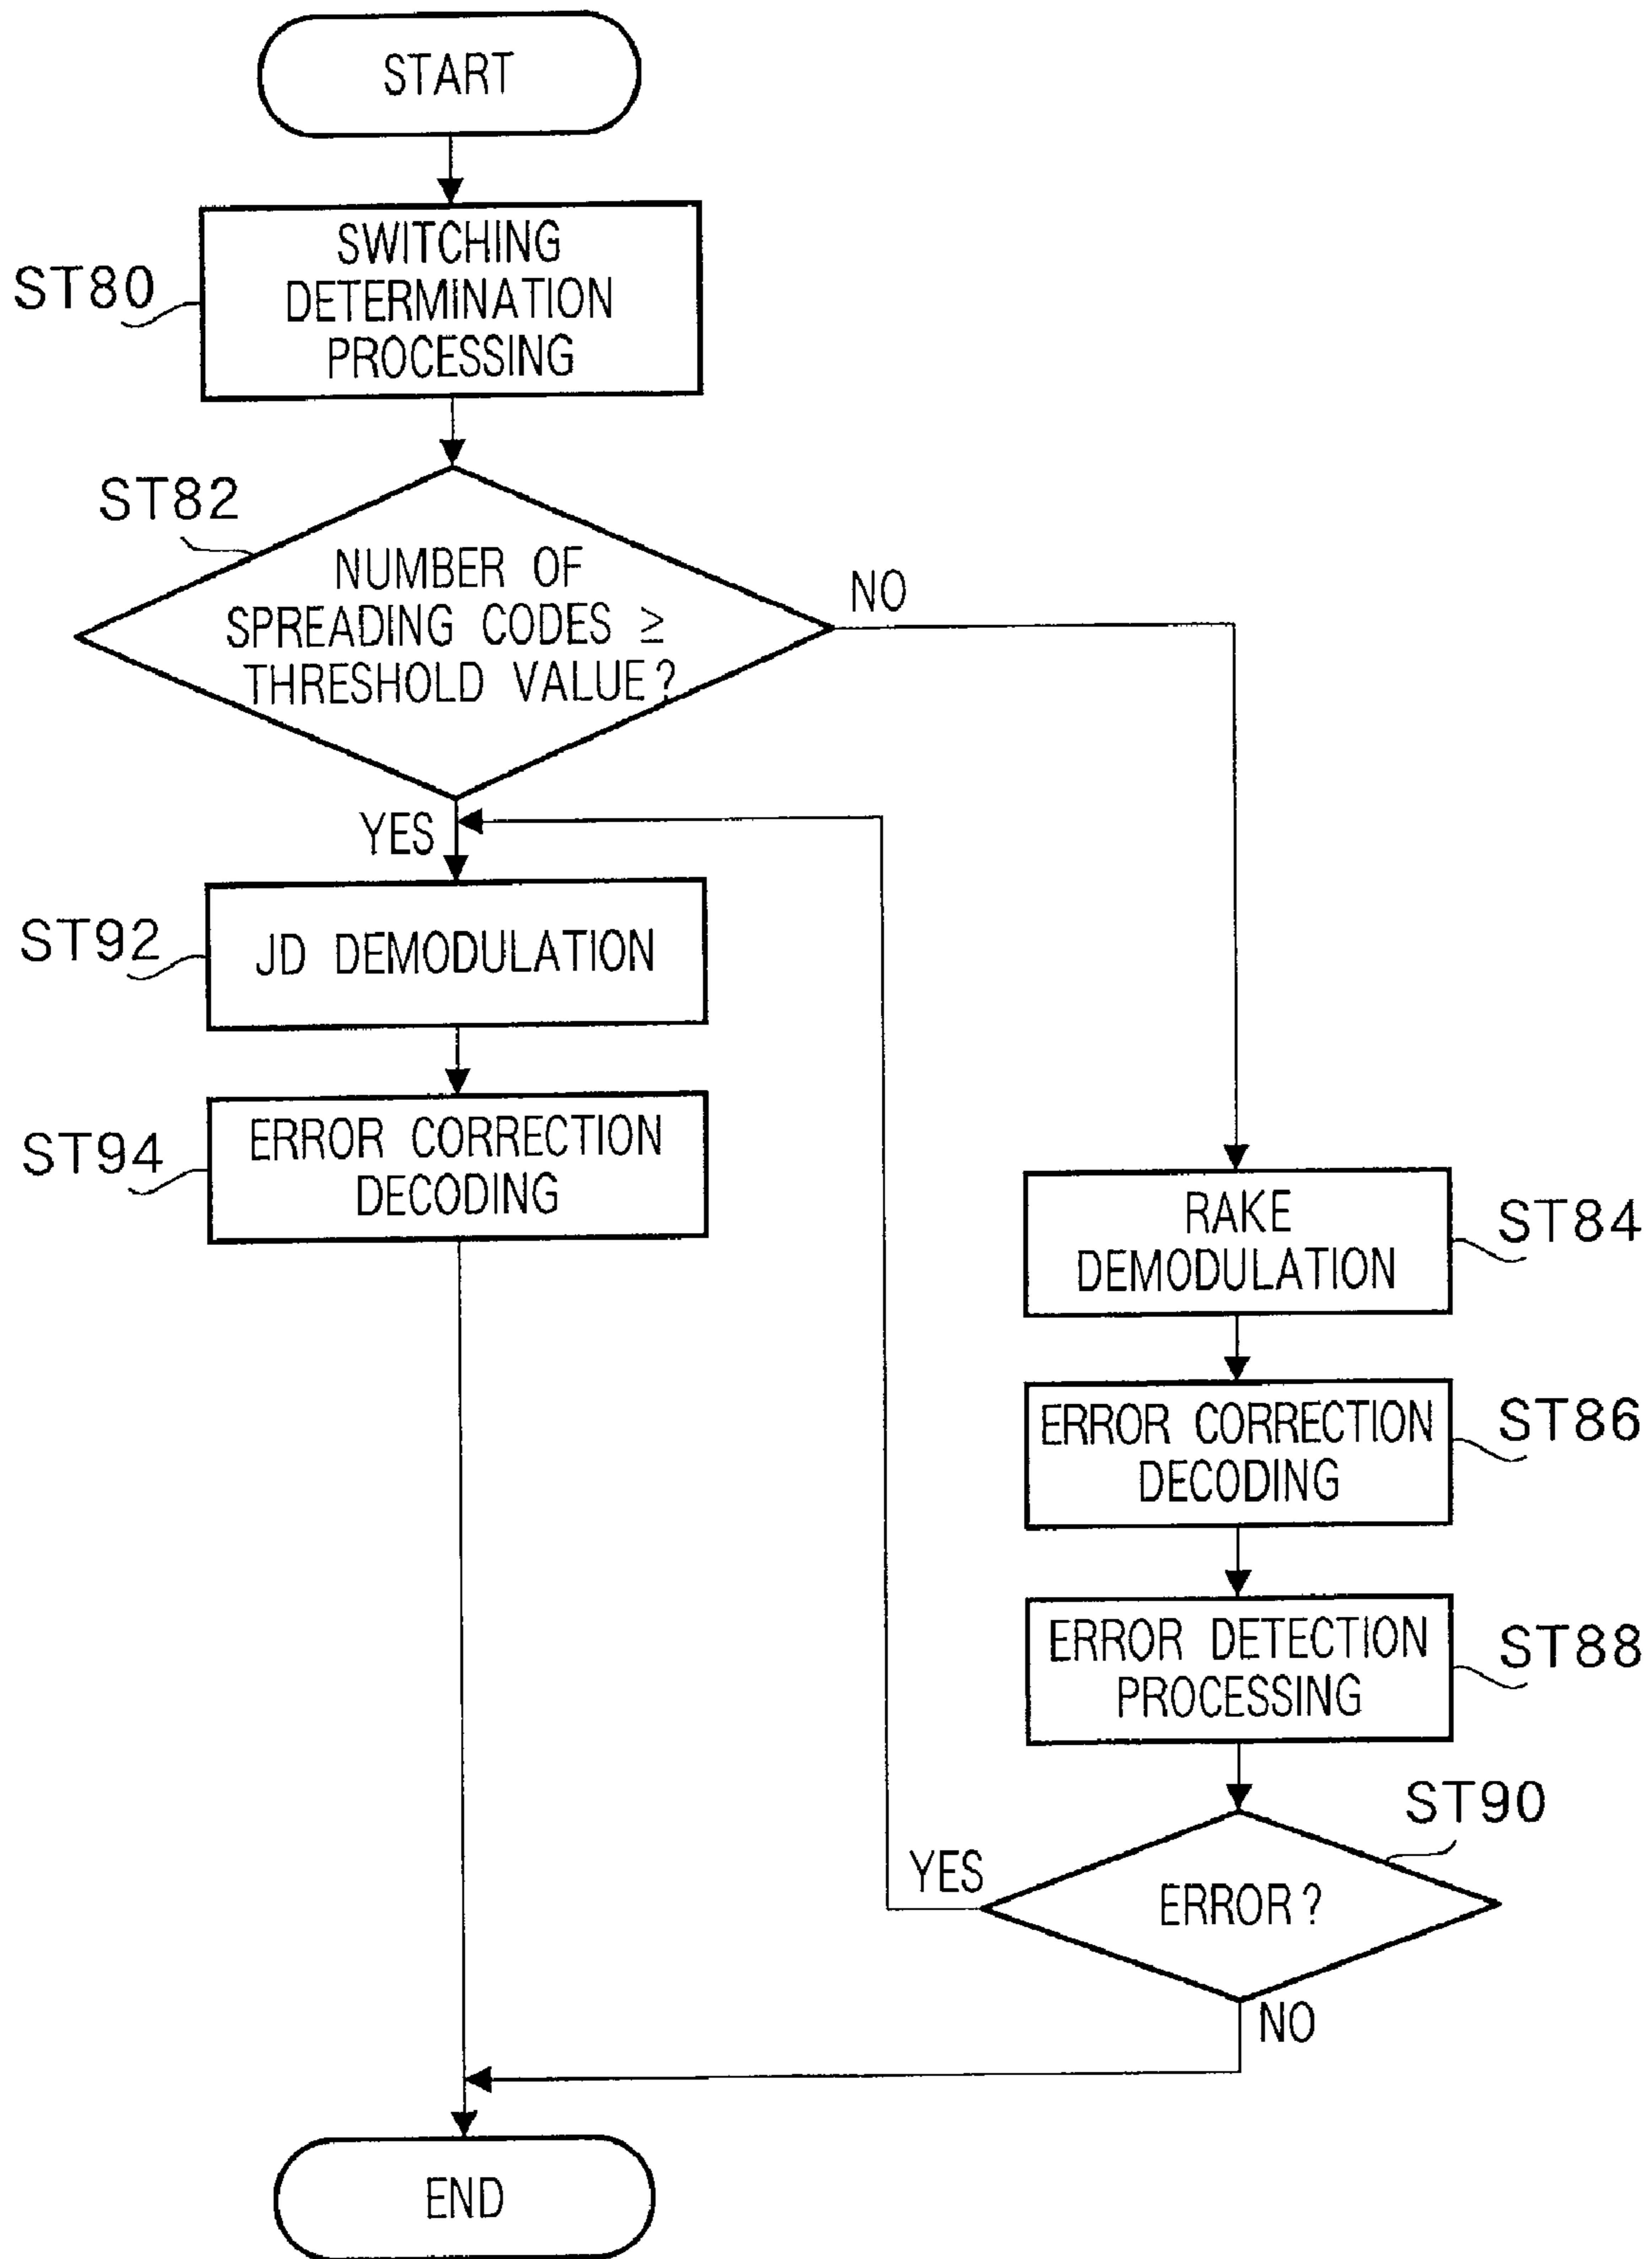 START
ST80
SWITCHING
DETERMINATION
PROCESSING
ST82
NUMBER OF
SPREADING CODES ≥
THRESHOLD VALUE?
NO
YES
ST92
JD DEMODULATION
ST94
ERROR CORRECTION
DECODING
RAKE
DEMODULATION
ST84
ERROR CORRECTION
DECODING
ST86
ERROR DETECTION
PROCESSING
ST88
ST90
YES
ERROR?
NO
END